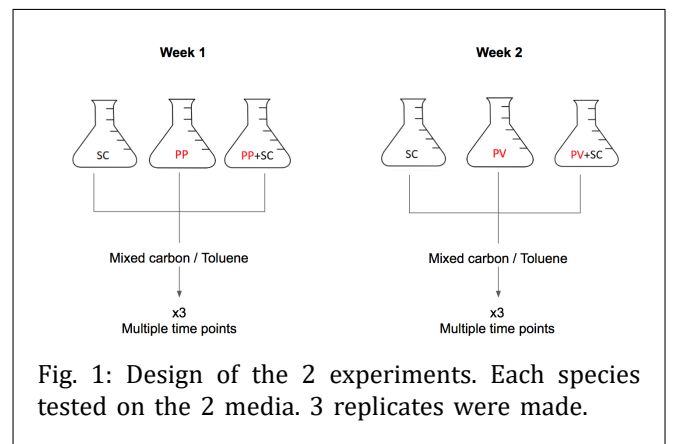 Week 1
Week 2
SC
PP
PP+SC
SC
PV
PV+SC
Mixed carbon / Toluene
Mixed carbon / Toluene
x3
Multiple time points
x3
Multiple time points
Fig. 1: Design of the 2 experiments. Each species
tested on the 2 media. 3 replicates were made.